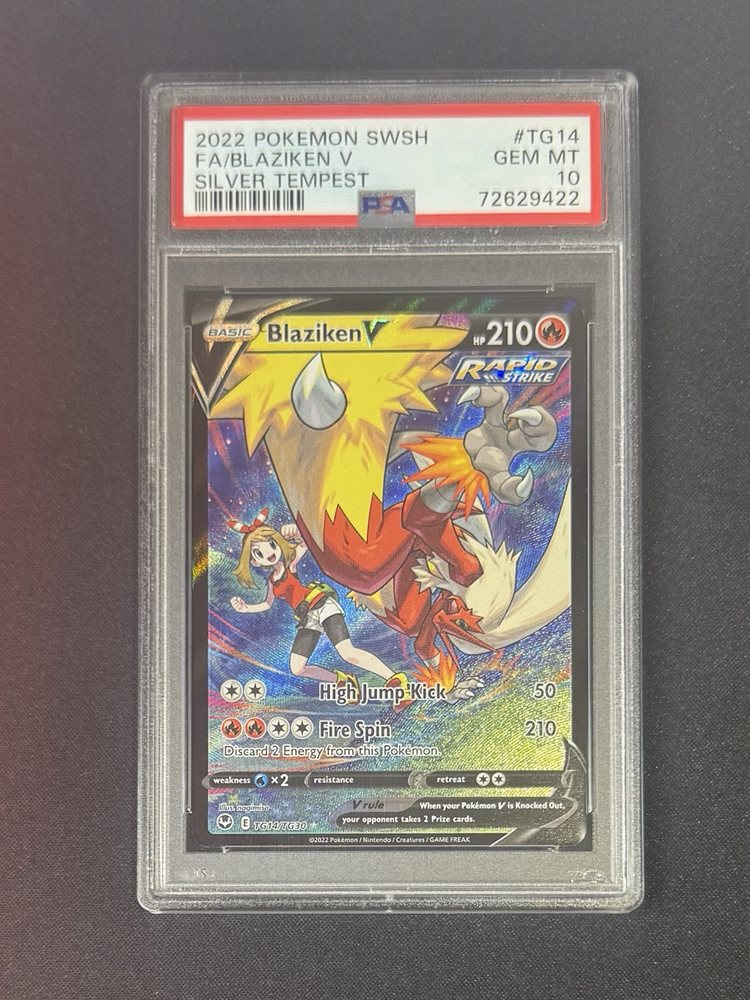 2022 POKEMON SWSH #TG14
FA/BLAZIKEN V GEM MT
SILVER TEMPEST 10
PSA 72629422
BASIC Blaziken V HP 210
RAPID
STRIKE
High Jump Kick 50
Fire Spin 210
Discard 2 Energy from this Pokémon.
weakness ×2 resistance retreat
Illus. nagimiso
V rule When your Pokémon V is Knocked Out,
your opponent takes 2 Prize cards.
E TG14/TG30
©2022 Pokémon / Nintendo / Creatures / GAME FREAK